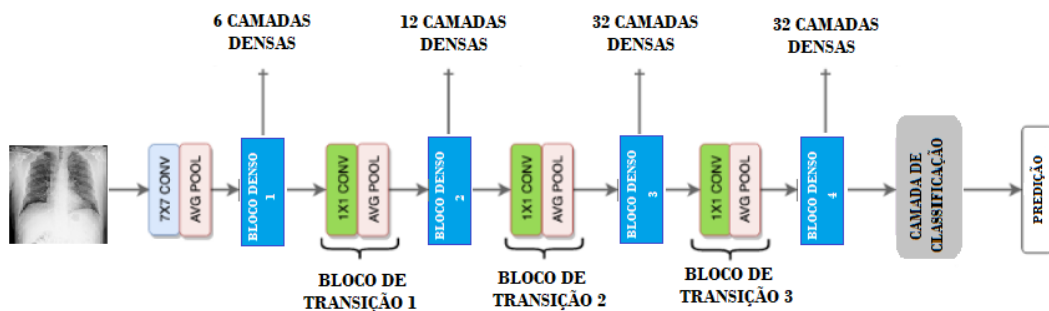 6 CAMADAS
DENSAS
12 CAMADAS
DENSAS
32 CAMADAS
DENSAS
32 CAMADAS
DENSAS
7X7 CONV
AVG POOL
BLOCO DENSO
1
1X1 CONV
AVG POOL
BLOCO DENSO
2
1X1 CONV
AVG POOL
BLOCO DENSO
3
1X1 CONV
AVG POOL
BLOCO DENSO
4
CAMADA DE
CLASSIFICAÇÃO
PREDIÇÃO
BLOCO DE
TRANSIÇÃO 1
BLOCO DE
TRANSIÇÃO 2
BLOCO DE
TRANSIÇÃO 3